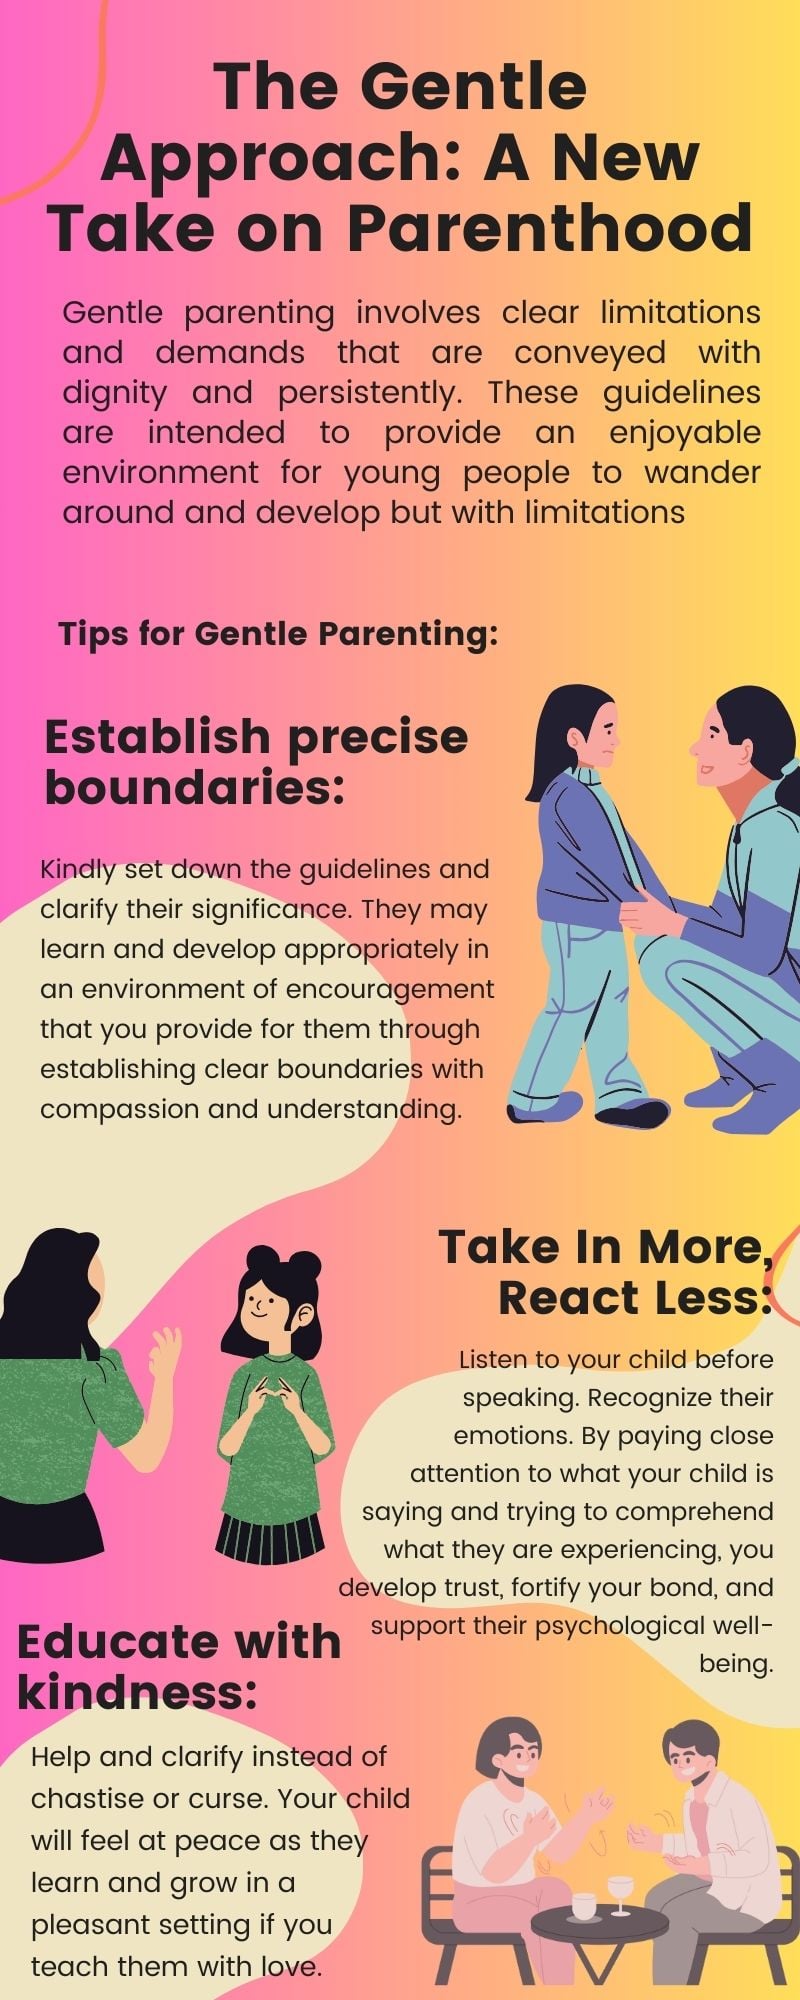 The Gentle
Approach: A New
Take on Parenthood
Gentle parenting involves clear limitations
and demands that are conveyed with
dignity and persistently. These guidelines
are intended to provide an enjoyable
environment for young people to wander
around and develop but with limitations
Tips for Gentle Parenting:
Establish precise
boundaries:
Kindly set down the guidelines and
clarify their significance. They may
learn and develop appropriately in
an environment of encouragement
that you provide for them through
establishing clear boundaries with
compassion and understanding.
Take In More,
React Less:
Listen to your child before
speaking. Recognize their
emotions. By paying close
attention to what your child is
saying and trying to comprehend
what they are experiencing, you
develop trust, fortify your bond, and
support their psychological well-
being.
Educate with
kindness:
Help and clarify instead of
chastise or curse. Your child
will feel at peace as they
learn and grow in a
pleasant setting if you
teach them with love.